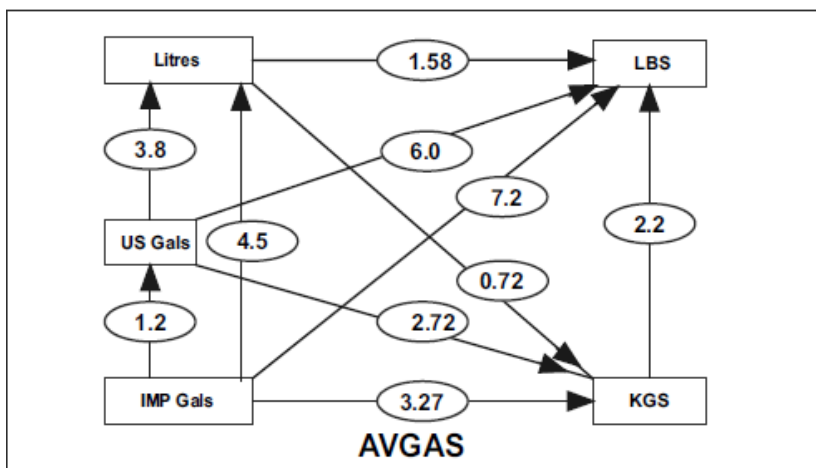 Litres
1.58
LBS
3.8
6.0
7.2
US Gals
4.5
2.2
0.72
1.2
2.72
IMP Gals
3.27
KGS
AVGAS